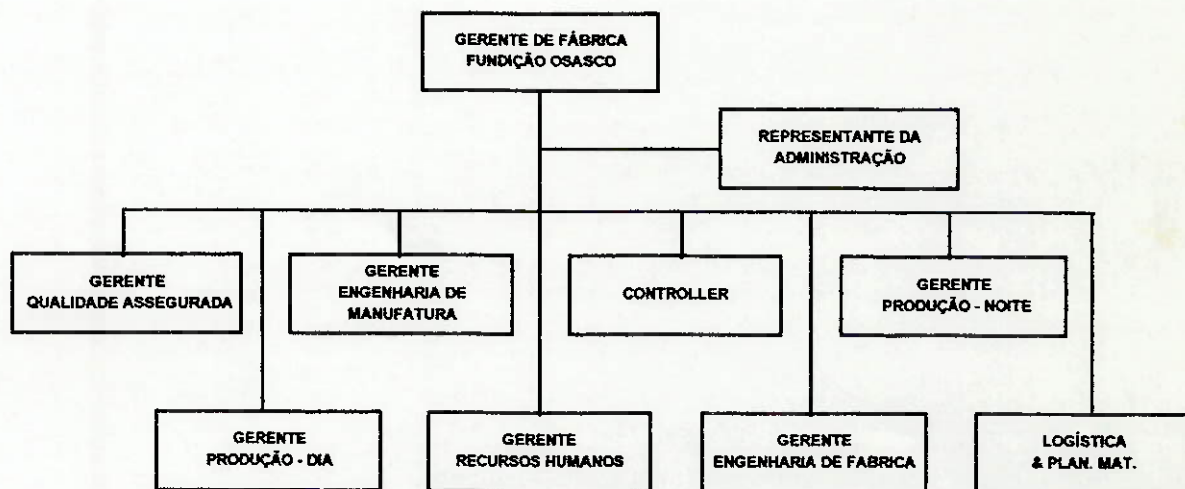 GERENTE DE FÁBRICA
FUNDIÇÃO OSASCO
REPRESENTANTE DA
ADMINISTRAÇÃO
GERENTE
QUALIDADE ASSEGURADA
GERENTE
ENGENHARIA DE
MANUFATURA
CONTROLLER
GERENTE
PRODUÇÃO - NOITE
GERENTE
PRODUÇÃO - DIA
GERENTE
RECURSOS HUMANOS
GERENTE
ENGENHARIA DE FABRICA
LOGÍSTICA
& PLAN. MAT.